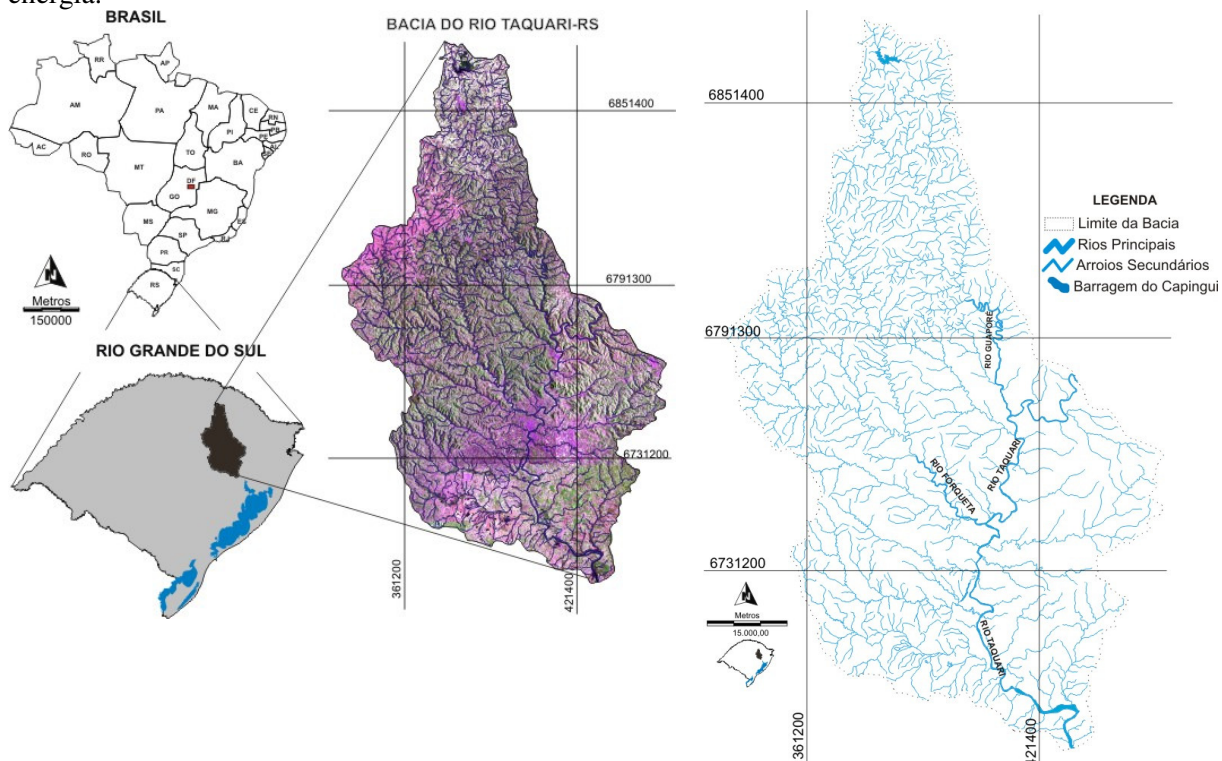 energia.
BRASIL
RR
AP
AM
PA
MA
CE
RN
PB
PE
PI
AC
RO
TO
BA
MT
DF
GO
MG
ES
MS
SP
RJ
PR
SC
RS
Metros
150000
RIO GRANDE DO SUL
BACIA DO RIO TAQUARI-RS
6851400
6791300
6731200
361200
421400
6851400
6791300
6731200
RIO GUAPORÉ
RIO TAQUARI
RIO FORQUETA
RIO TAQUARI
Metros
15.000,00
361200
421400
LEGENDA
Limite da Bacia
Rios Principais
Arroios Secundários
Barragem do Capingui